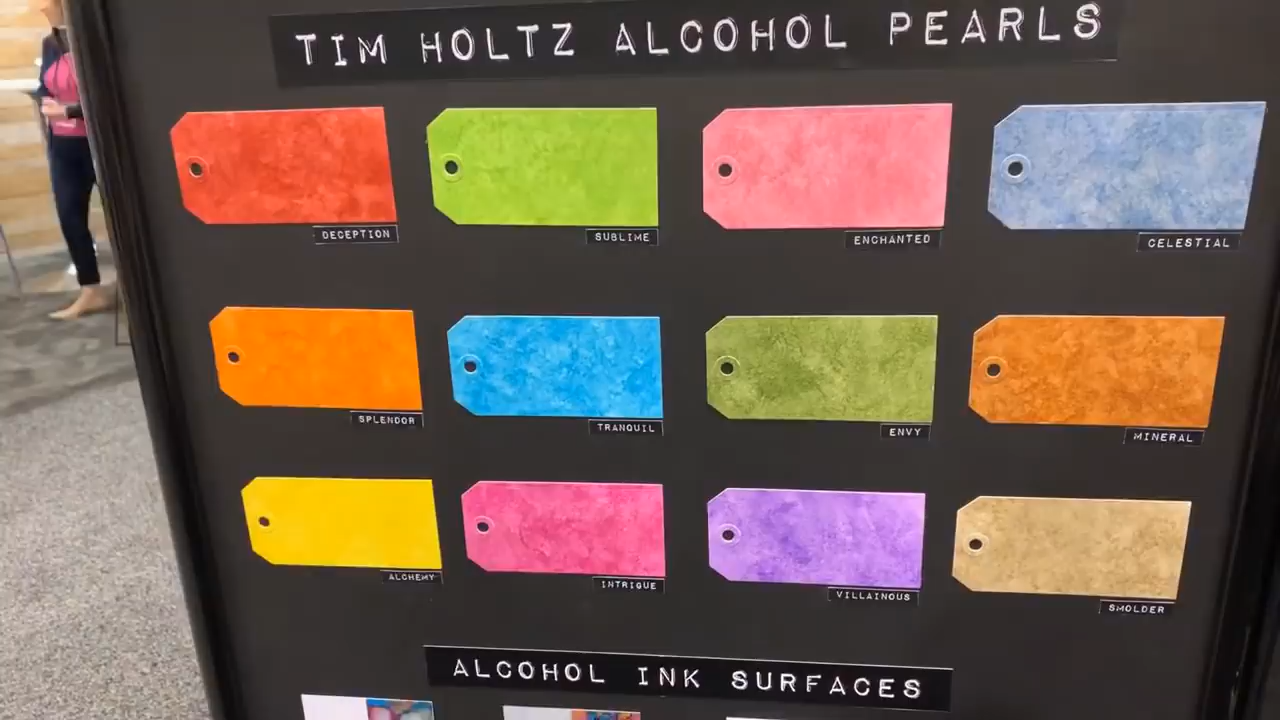 TIM HOLTZ ALCOHOL PEARLS
DECEPTION
SUBLIME
ENCHANTED
CELESTIAL
SPLENDOR
TRANQUIL
ENVY
MINERAL
ALCHEMY
INTRIGUE
VILLAINOUS
SMOLDER
ALCOHOL INK SURFACES